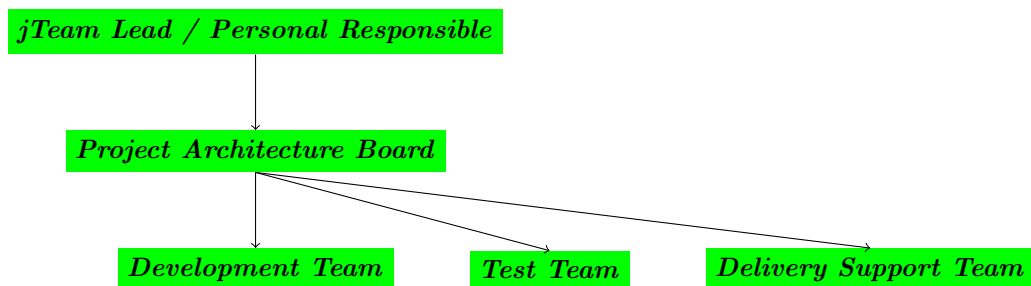 jTeam Lead / Personal Responsible
Project Architecture Board
Development Team
Test Team
Delivery Support Team